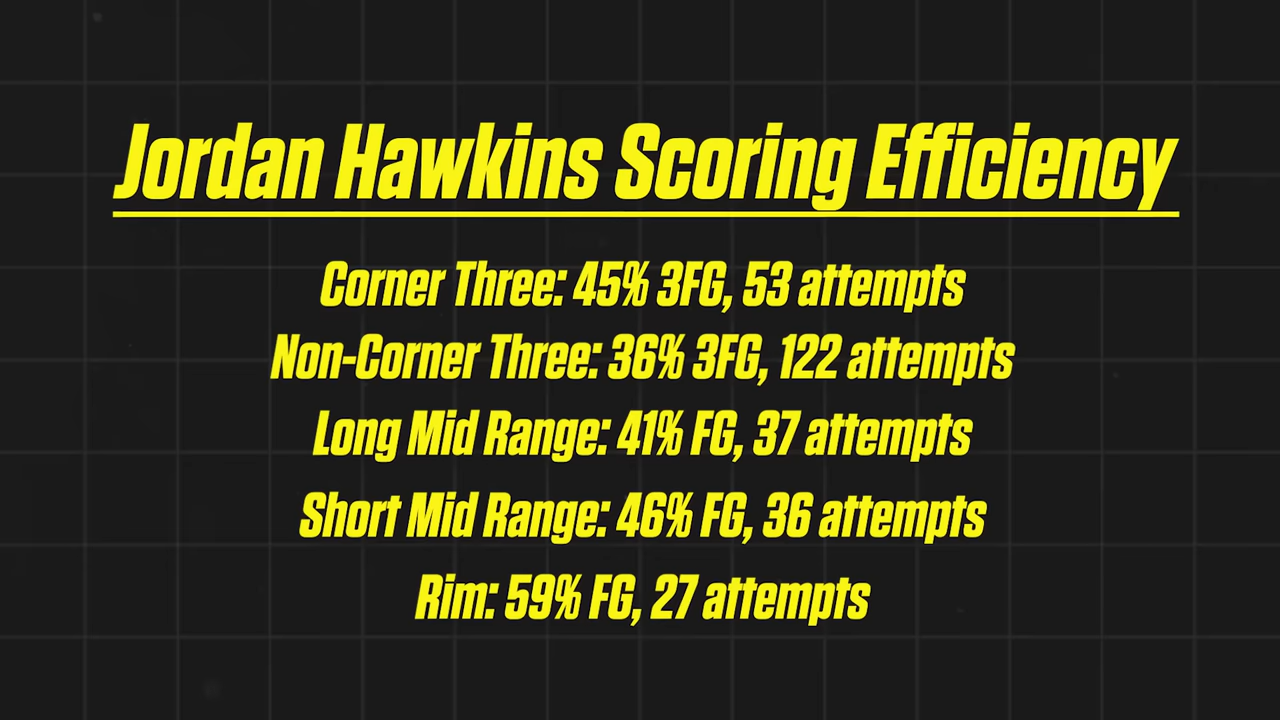 Jordan Hawkins Scoring Efficiency
Corner Three: 45% 3FG, 53 attempts
Non-Corner Three: 36% 3FG, 122 attempts
Long Mid Range: 41% FG, 37 attempts
Short Mid Range: 46% FG, 36 attempts
Rim: 59% FG, 27 attempts